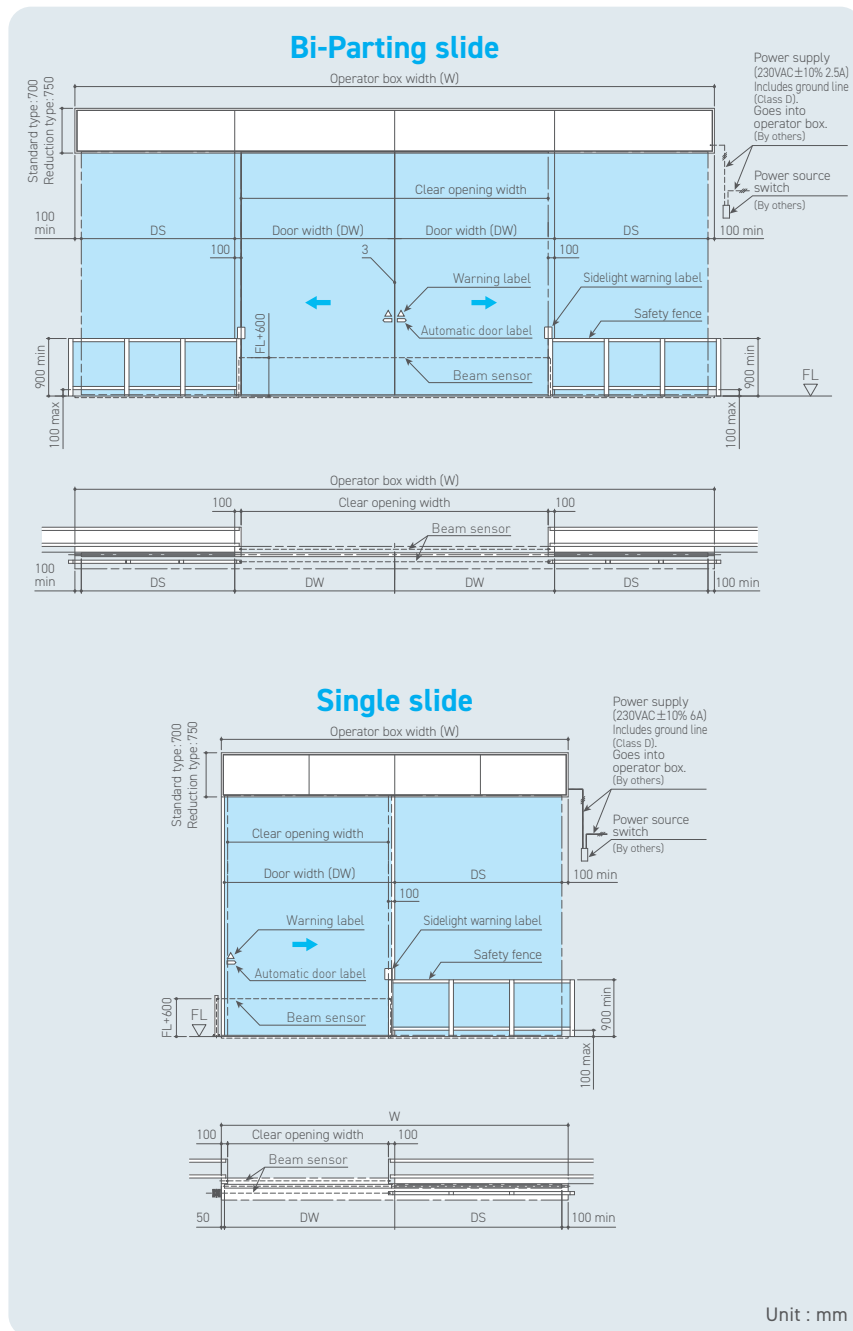 Bi-Parting slide
Operator box width (W)
Power supply
(230VAC±10% 2.5A)
Includes ground line
(Class D).
Goes into
operator box.
(By others)
Standard type:700
Reduction type:750
Power source
switch
(By others)
Clear opening width
100
min
DS
Door width (DW)
Door width (DW)
DS
100 min
100
3
100
Warning label
Sidelight warning label
Safety fence
Automatic door label
FL+600
Beam sensor
900 min
100 max
900 min
100 max
FL
Operator box width (W)
100
Clear opening width
100
Beam sensor
100
min
DS
DW
DW
DS
100 min
Single slide
Operator box width (W)
Power supply
(230VAC±10% 6A)
Includes ground line
(Class D).
Goes into
operator box.
(By others)
Standard type:700
Reduction type:750
Power source
switch
(By others)
Clear opening width
Door width (DW)
DS
100 min
100
Warning label
Sidelight warning label
Safety fence
Automatic door label
FL+600
FL
Beam sensor
900 min
100 max
W
100
Clear opening width
100
Beam sensor
50
DW
DS
100 min
Unit : mm